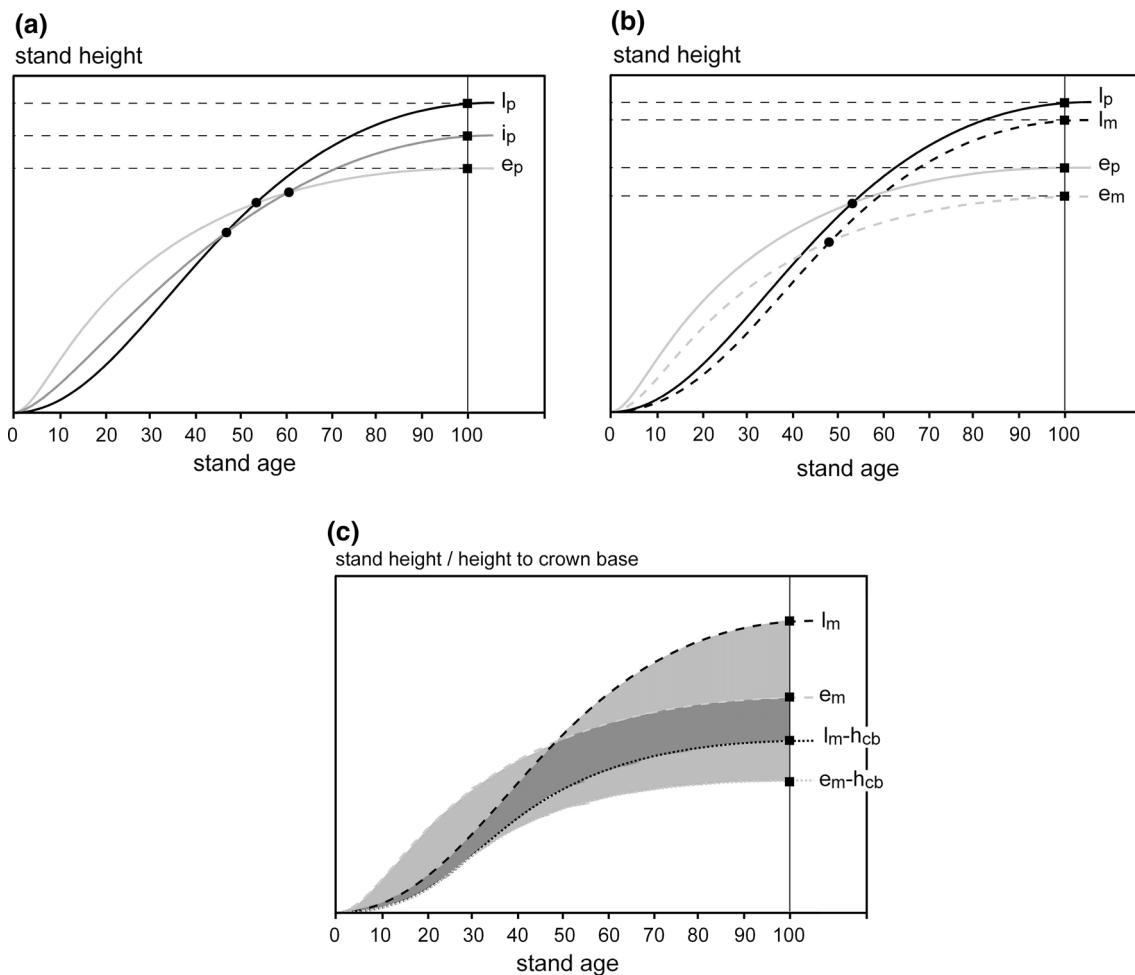 (a)
stand height
lp
ip
ep
0 10 20 30 40 50 60 70 80 90 100
stand age
(b)
stand height
lp
lm
ep
em
0 10 20 30 40 50 60 70 80 90 100
stand age
(c)
stand height / height to crown base
lm
em
lm-hcb
em-hcb
0 10 20 30 40 50 60 70 80 90 100
stand age